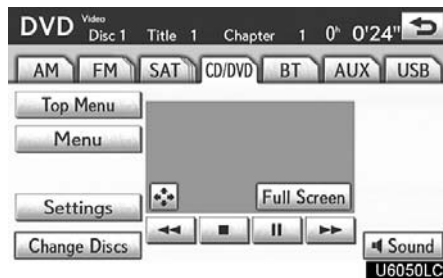 DVD Video Disc 1 Title 1 Chapter 1 0h 0'24"
AM FM SAT CD/DVD BT AUX USB
Top Menu
Menu
Full Screen
Settings
Change Discs
Sound
U6050LC